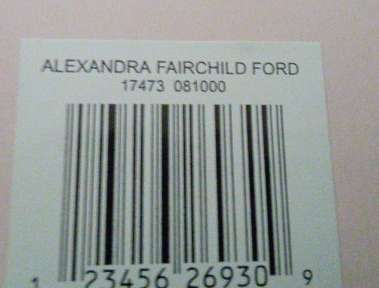 ALEXANDRA FAIRCHILD FORD
17473 081000
1 23456 26930 9